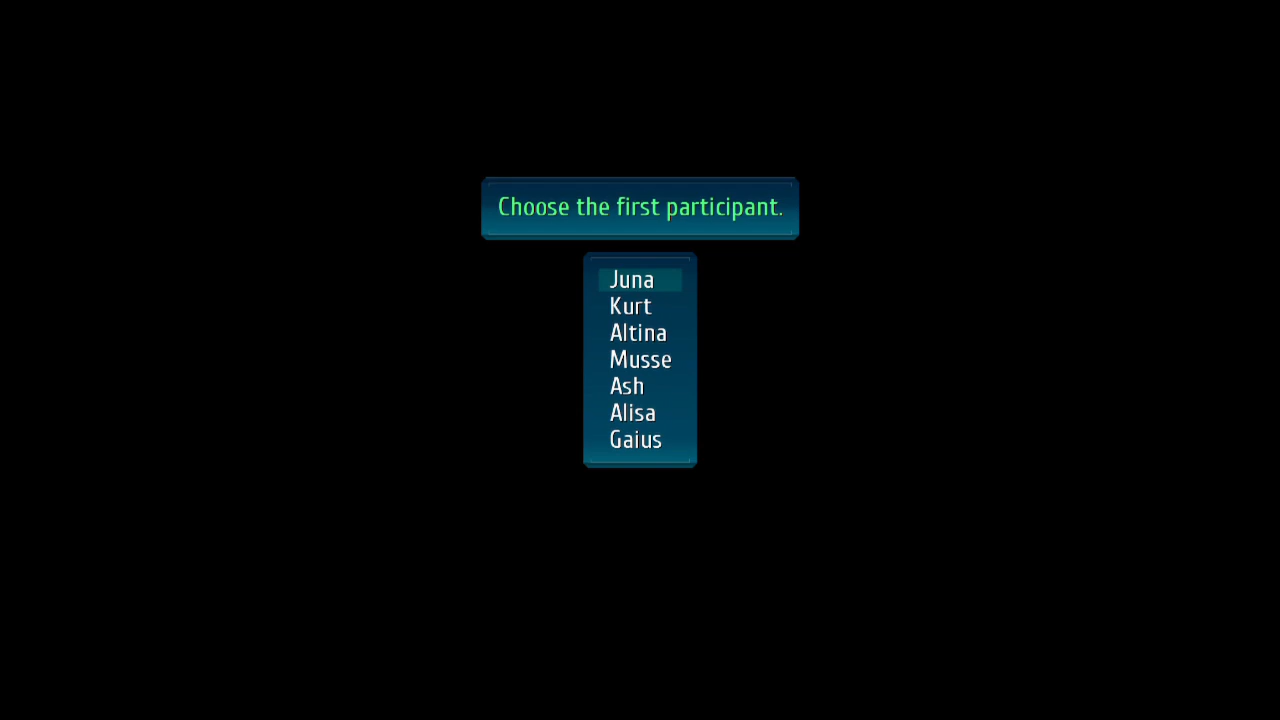 Choose the first participant.
Juna
Kurt
Altina
Musse
Ash
Alisa
Gaius